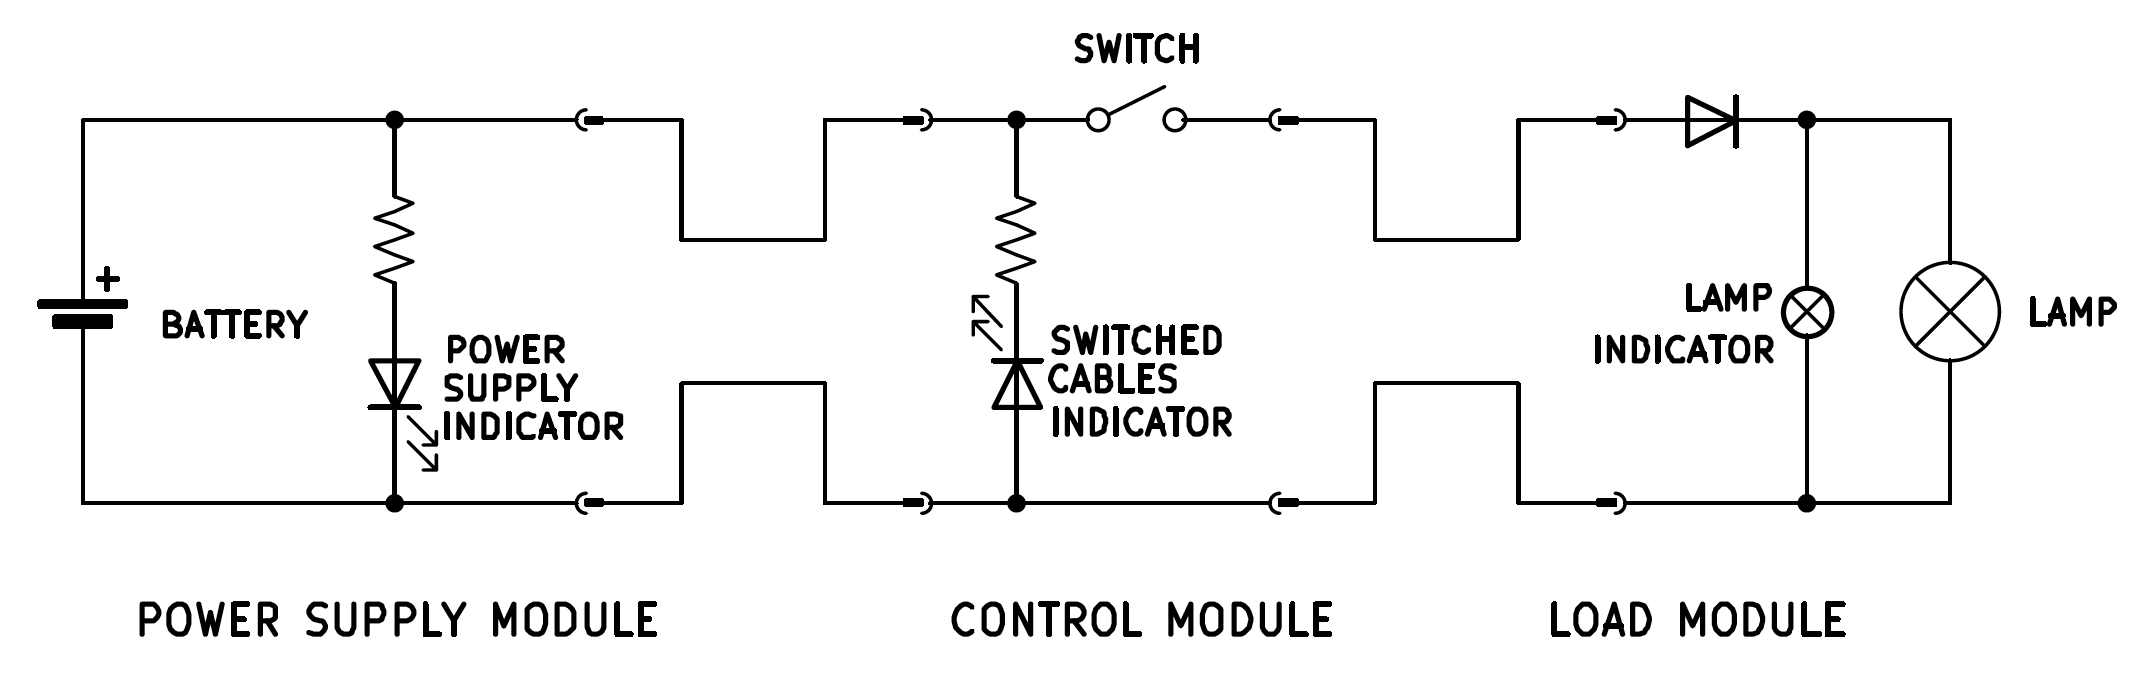 SWITCH
+
BATTERY
POWER
SUPPLY
INDICATOR
SWITCHED
CABLES
INDICATOR
LAMP
INDICATOR
LAMP
POWER SUPPLY MODULE
CONTROL MODULE
LOAD MODULE